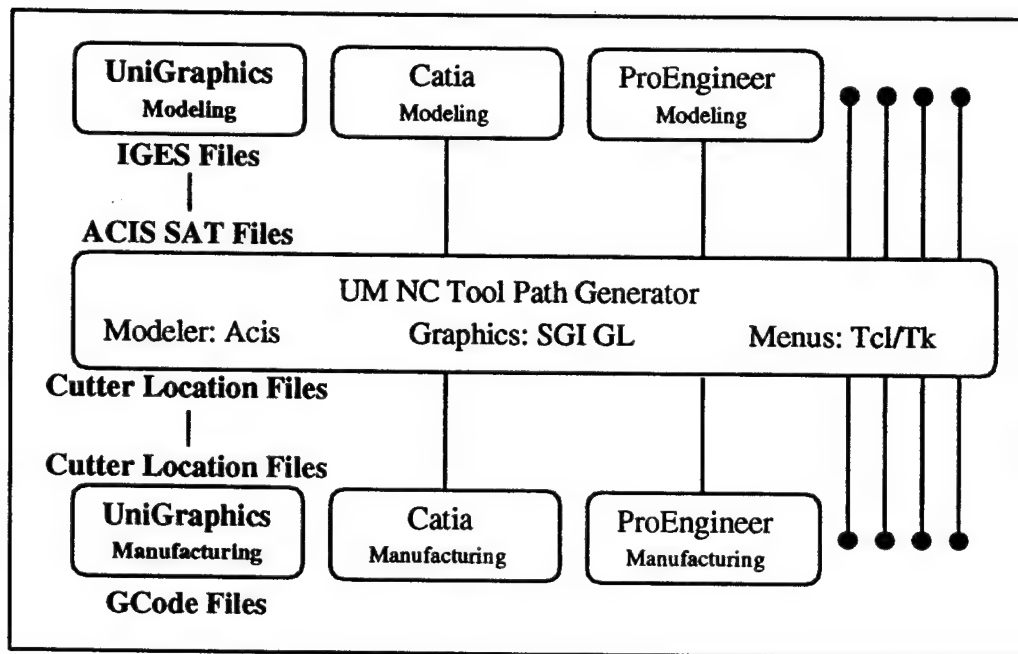 UniGraphics
Modeling
Catia
Modeling
ProEngineer
Modeling
IGES Files
ACIS SAT Files
UM NC Tool Path Generator
Modeler: Acis Graphics: SGI GL Menus: Tcl/Tk
Cutter Location Files
Cutter Location Files
UniGraphics
Manufacturing
Catia
Manufacturing
ProEngineer
Manufacturing
GCode Files